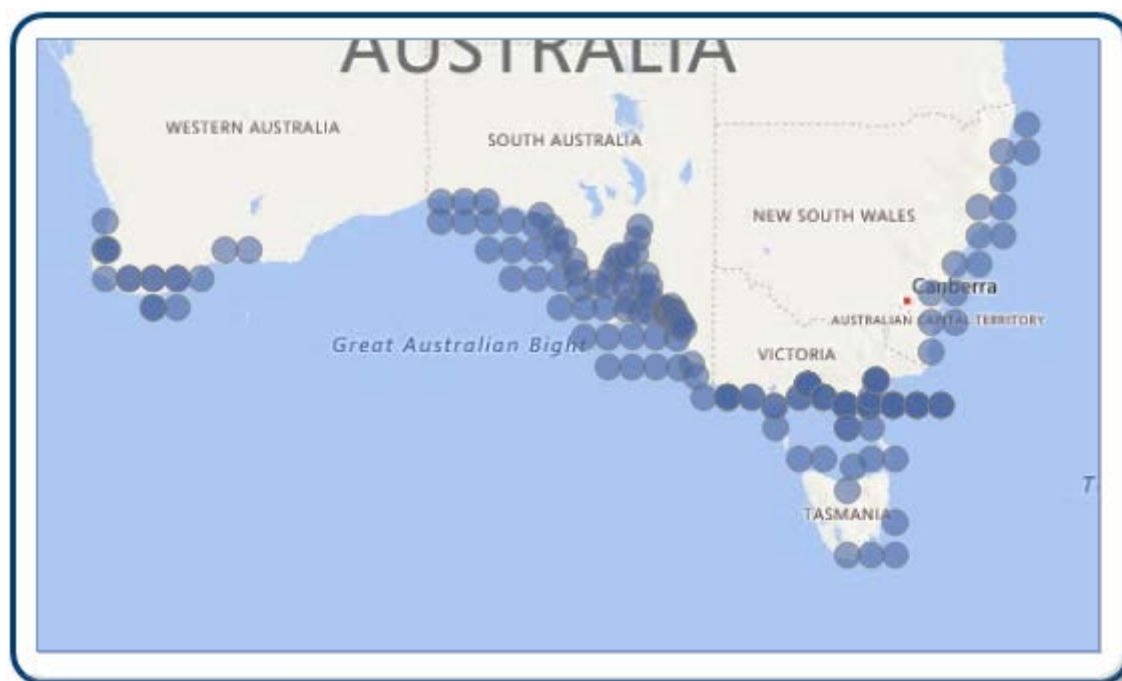 AUSTRALIA
WESTERN AUSTRALIA
SOUTH AUSTRALIA
NEW SOUTH WALES
Canberra
AUSTRALIAN CAPITAL TERRITORY
Great Australian Bight
VICTORIA
TASMANIA